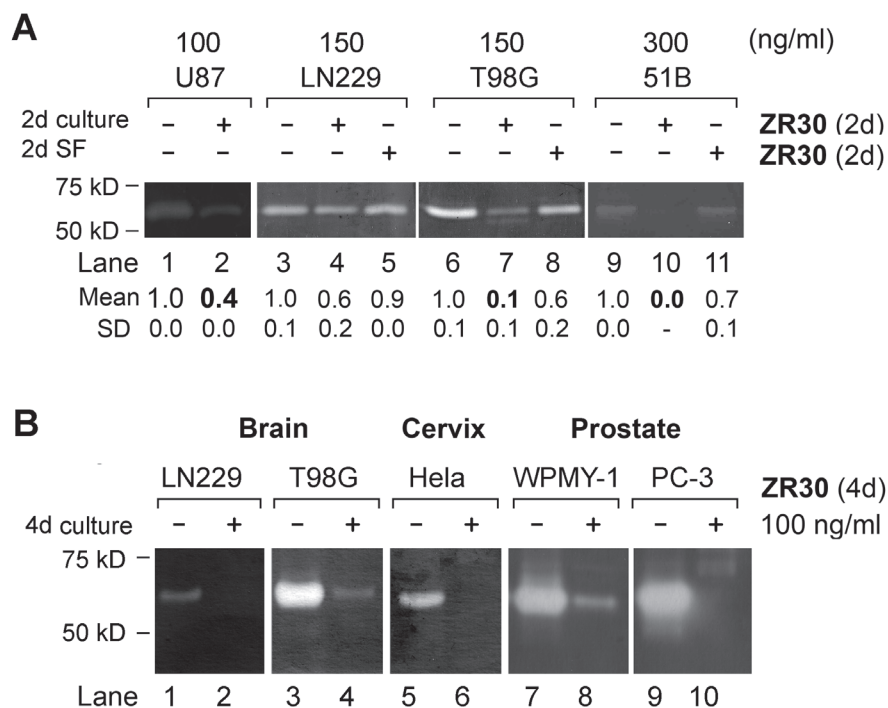 A
100 150 150 300 (ng/ml)
U87 LN229 T98G 51B
2d culture − + − + − − + − − + − ZR30 (2d)
2d SF − − − − + − − + − − + ZR30 (2d)
75 kD
50 kD
Lane 1 2 3 4 5 6 7 8 9 10 11
Mean 1.0 0.4 1.0 0.6 0.9 1.0 0.1 0.6 1.0 0.0 0.7
SD 0.0 0.0 0.1 0.2 0.0 0.1 0.1 0.2 0.0 - 0.1
B
Brain Cervix Prostate
LN229 T98G Hela WPMY-1 PC-3 ZR30 (4d)
4d culture − + − + − + − + − + 100 ng/ml
75 kD
50 kD
Lane 1 2 3 4 5 6 7 8 9 10